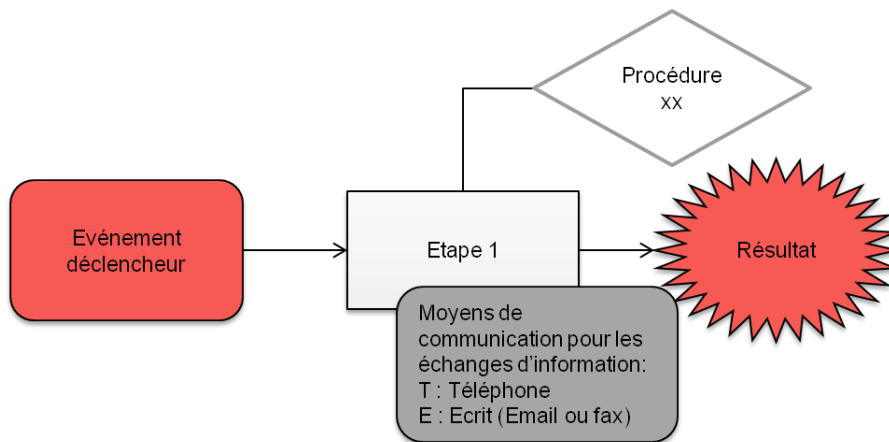 Procédure
xx
Evénement
déclencheur
Etape 1
Résultat
Moyens de
communication pour les
échanges d'information:
T : Téléphone
E : Ecrit (Email ou fax)